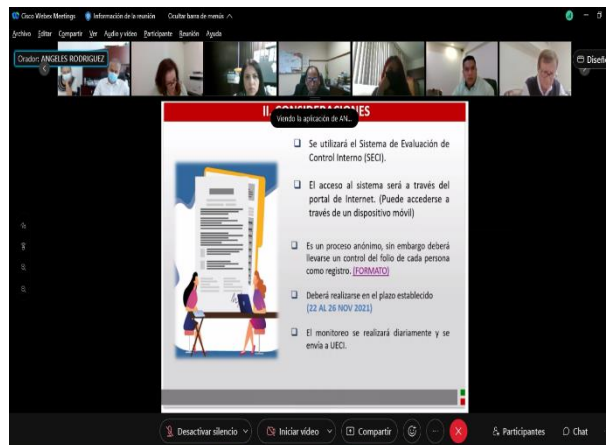 Cisco Webex Meetings
Información de la reunión
Ocultar barra de menús
Archivo Editar Compartir Ver Audio y vídeo Participante Reunión Ayuda
Orador: ANGELES RODRIGUEZ
Diseño
II. CONSIDERACIONES
Viendo la aplicación de AN...
Se utilizará el Sistema de Evaluación de
Control Interno (SECI).
El acceso al sistema será a través del
portal de Internet. (Puede accederse a
través de un dispositivo móvil)
Es un proceso anónimo, sin embargo deberá
llevarse un control del folio de cada persona
como registro. (FORMATO)
Deberá realizarse en el plazo establecido
(22 AL 26 NOV 2021)
El monitoreo se realizará diariamente y se
envía a UECI.
Desactivar silencio
Iniciar vídeo
Compartir
Participantes
Chat